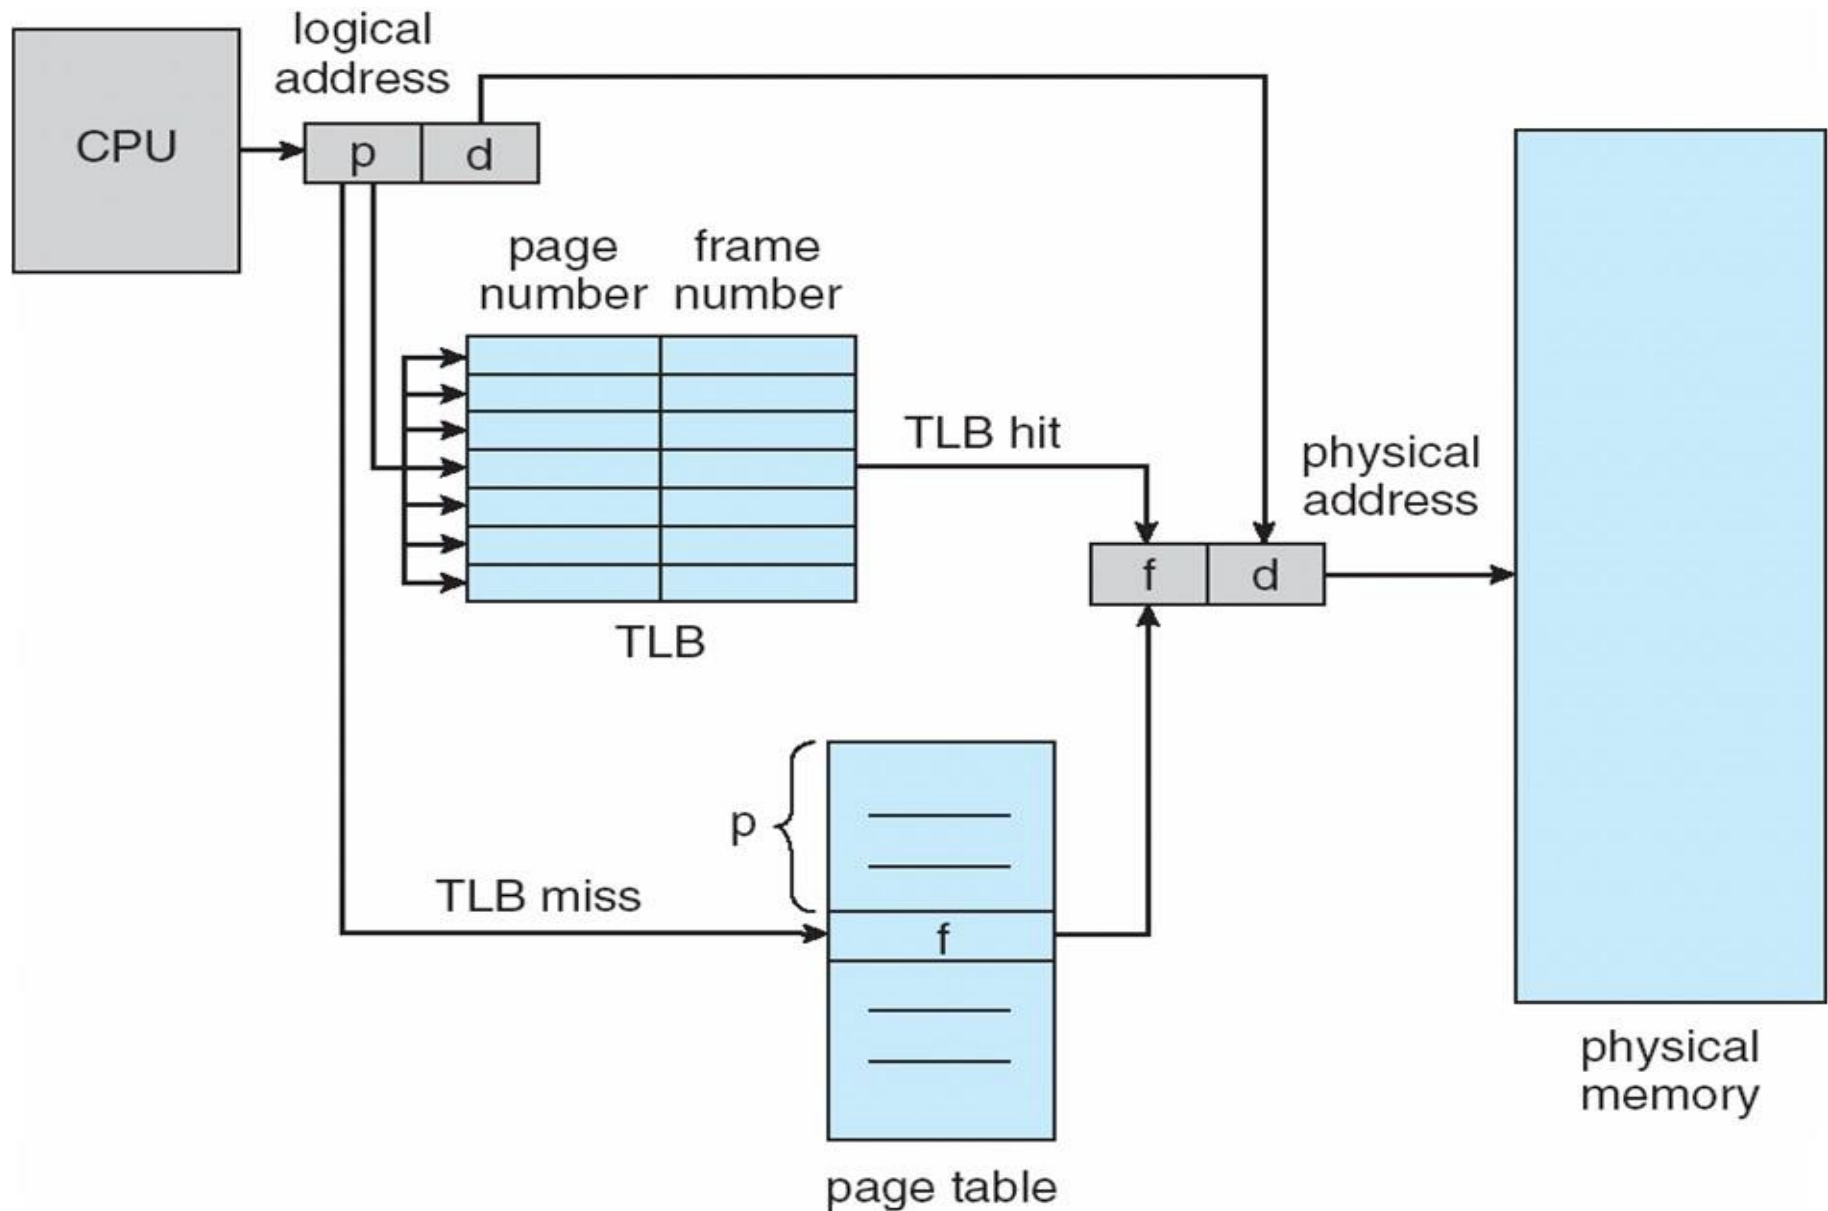 logical
address
CPU
p
d
page
number
frame
number
TLB hit
physical
address
f
d
TLB
p
TLB miss
f
physical
memory
page table